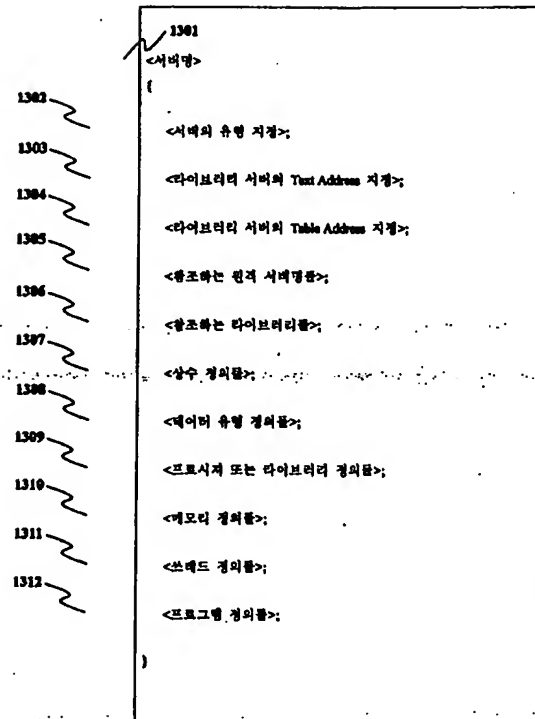 1301
<서버명>
{
1302
<서버의 유형 지정>;
1303
<라이브러리 서버의 Text Address 지정>;
1304
<라이브러리 서버의 Table Address 지정>;
1305
<참조하는 원격 서버명들>;
1306
<참조하는 라이브러리들>;
1307
<상수 정의들>;
1308
<데이터 유형 정의들>;
1309
<프로시저 또는 라이브러리 정의들>;
1310
<메모리 정의들>;
1311
<쓰레드 정의들>;
1312
<프로그램 정의들>;
}